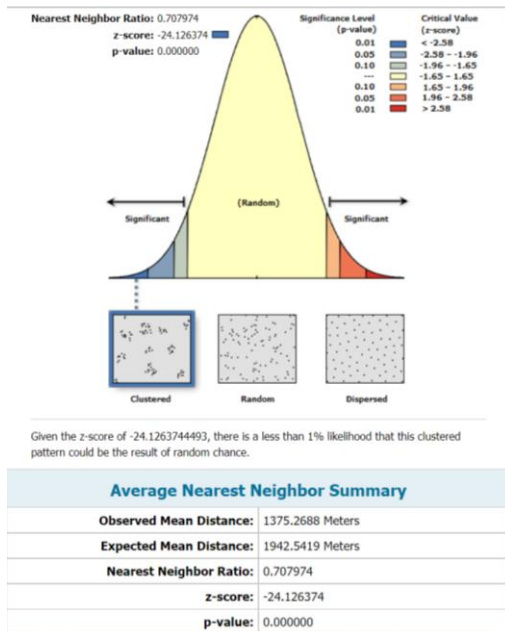 Nearest Neighbor Ratio: 0.707974
z-score: -24.126374
p-value: 0.000000
Significance Level
(p-value)
Critical Value
(z-score)
0.01 < -2.58
0.05 -2.58 - -1.96
0.10 -1.96 - -1.65
--- -1.65 - 1.65
0.10 1.65 - 1.96
0.05 1.96 - 2.58
0.01 > 2.58
(Random)
Significant
Significant
Clustered
Random
Dispersed
Given the z-score of -24.1263744493, there is a less than 1% likelihood that this clustered
pattern could be the result of random chance.
Average Nearest Neighbor Summary
Observed Mean Distance: 1375.2688 Meters
Expected Mean Distance: 1942.5419 Meters
Nearest Neighbor Ratio: 0.707974
z-score: -24.126374
p-value: 0.000000